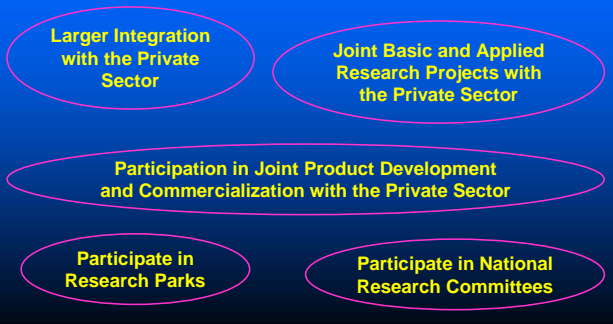 Larger Integration
with the Private
Sector
Joint Basic and Applied
Research Projects with
the Private Sector
Participation in Joint Product Development
and Commercialization with the Private Sector
Participate in
Research Parks
Participate in National
Research Committees